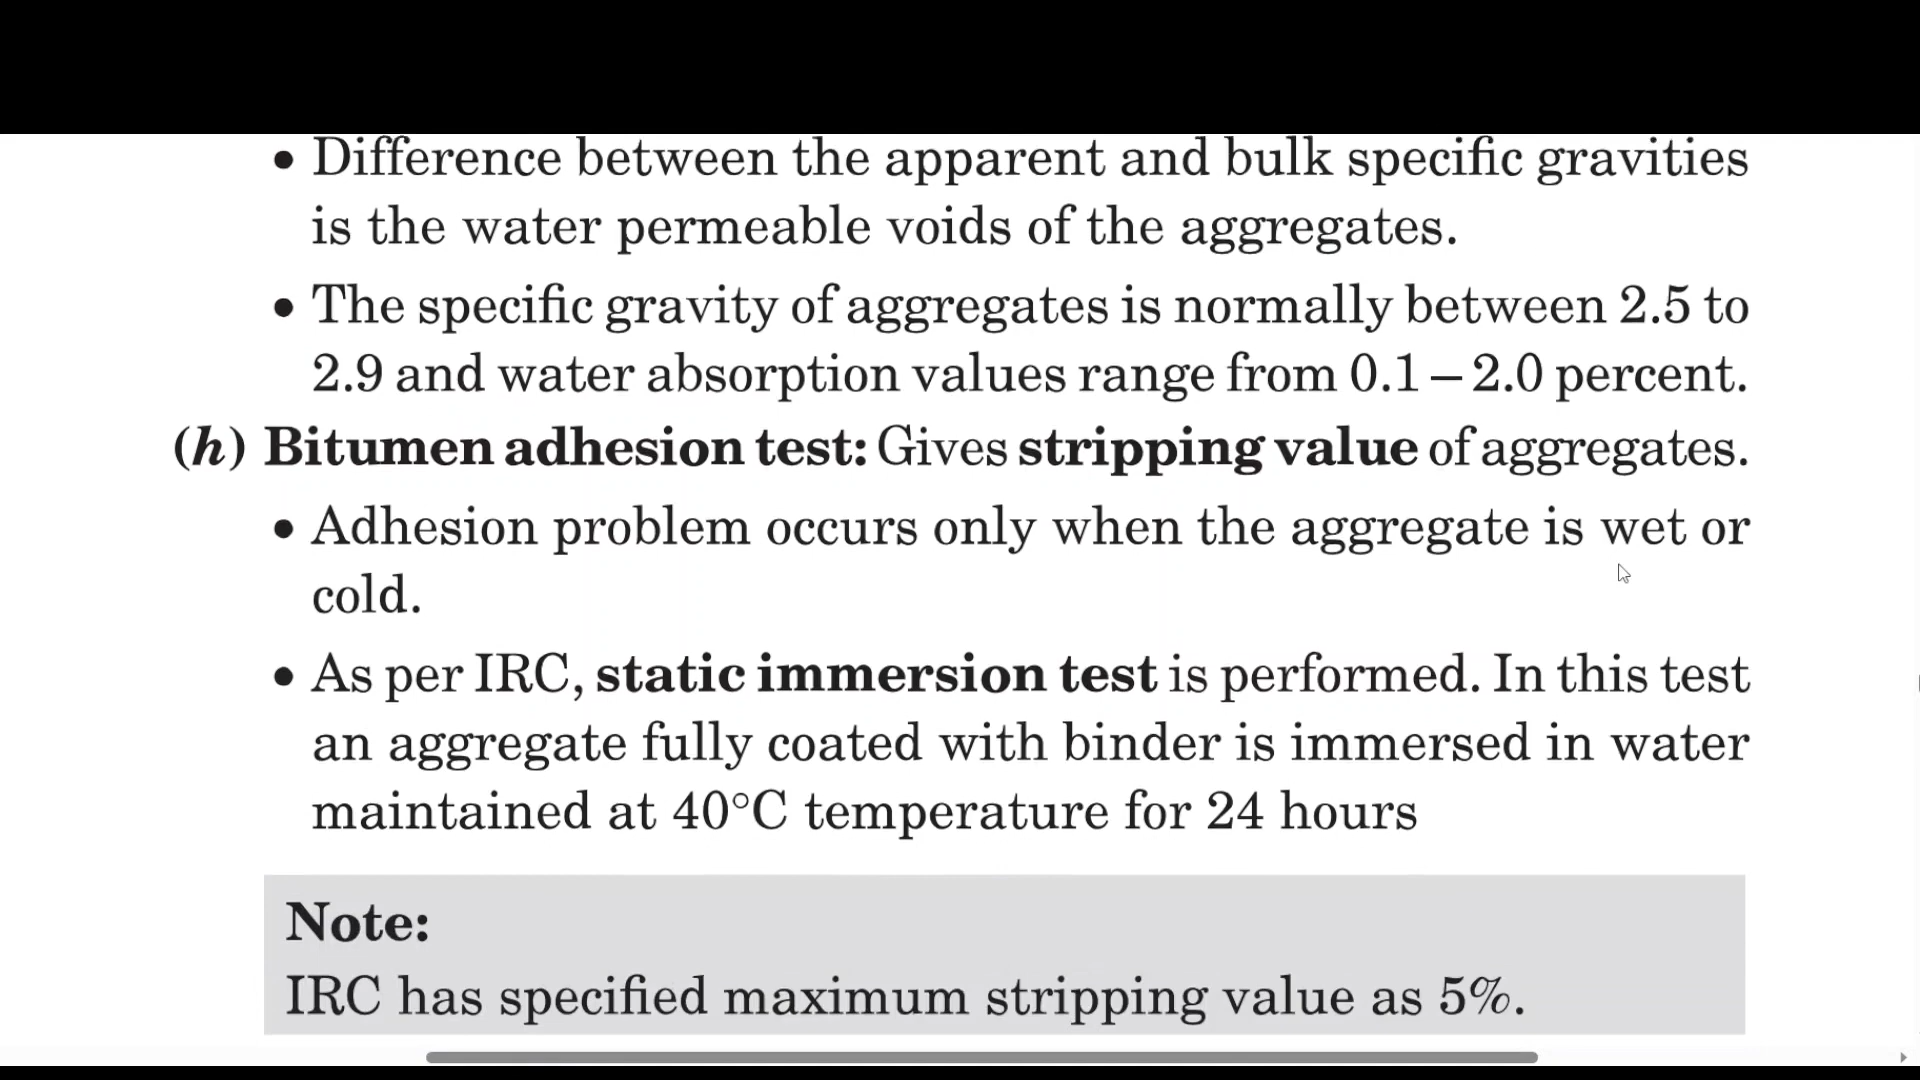 • Difference between the apparent and bulk specific gravities
is the water permeable voids of the aggregates.
• The specific gravity of aggregates is normally between 2.5 to
2.9 and water absorption values range from 0.1 – 2.0 percent.
(h) Bitumen adhesion test: Gives stripping value of aggregates.
• Adhesion problem occurs only when the aggregate is wet or
cold.
• As per IRC, static immersion test is performed. In this test
an aggregate fully coated with binder is immersed in water
maintained at 40°C temperature for 24 hours
Note:
IRC has specified maximum stripping value as 5%.